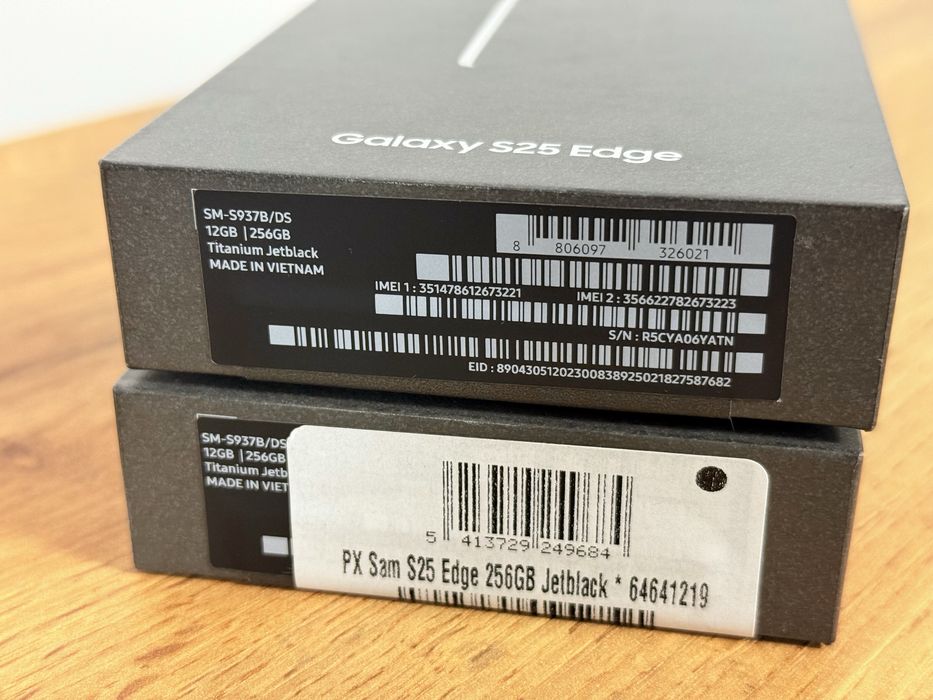 Galaxy S25 Edge
SM-S937B/DS
12GB | 256GB
Titanium Jetblack
MADE IN VIETNAM
8 806097 326021
IMEI 1 : 351478612673221 IMEI 2 : 356622782673223
S/N : R5CYA06YATN
EID : 89043051202300838925021827587682
SM-S937B/DS
12GB | 256GB
Titanium Jetb
MADE IN VIET
5 413729 249684
PX Sam S25 Edge 256GB Jetblack * 64641219